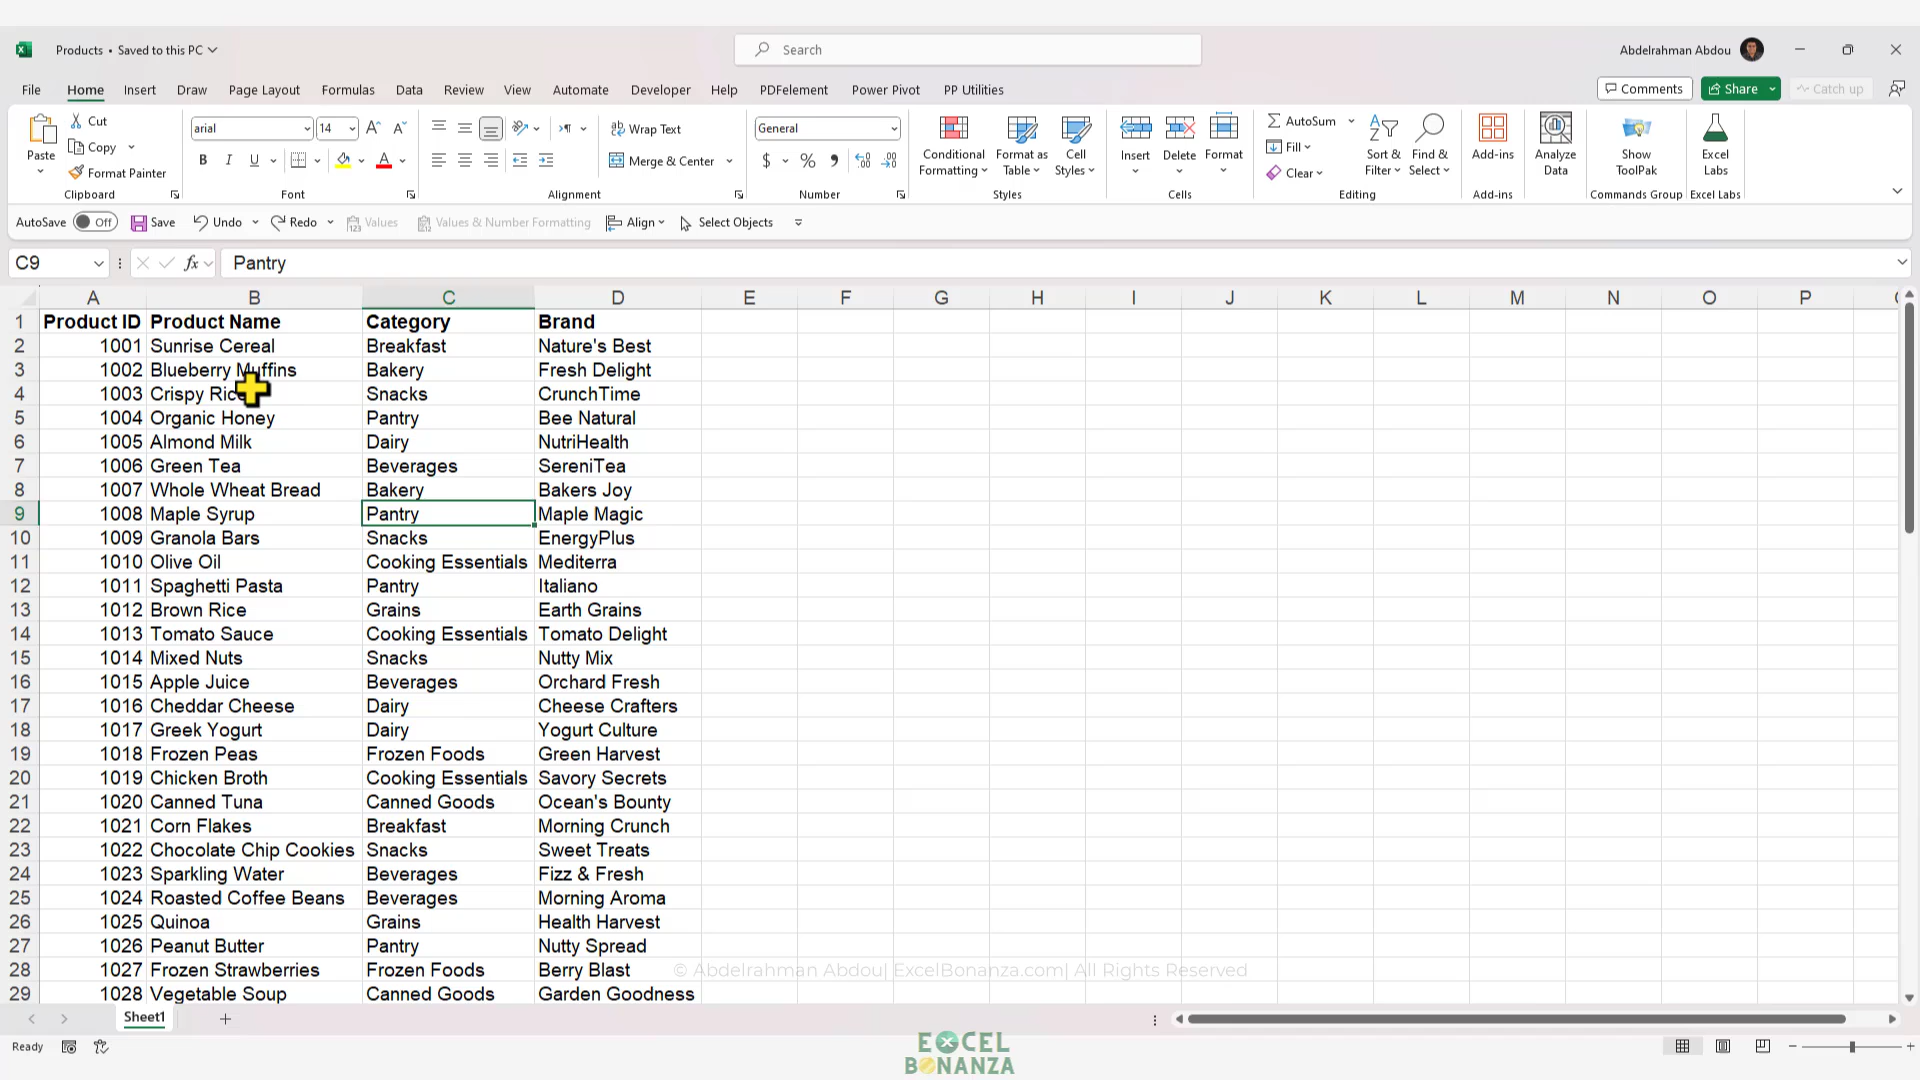 Products • Saved to this PC
Search
Abdelrahman Abdou
File Home Insert Draw Page Layout Formulas Data Review View Automate Developer Help PDFelement Power Pivot PP Utilities
Comments Share Catch up
Paste
Cut
Copy
Format Painter
Clipboard
arial 14
B I U
Font
Wrap Text
Merge & Center
Alignment
General
$ % 9
Number
Conditional Formatting
Format as Table
Cell Styles
Styles
Insert
Delete
Format
Cells
AutoSum
Fill
Clear
Sort & Filter
Find & Select
Editing
Add-ins
Add-ins
Analyze Data
Show ToolPak
Commands Group
Excel Labs
Excel Labs
AutoSave Off Save Undo Redo Values Values & Number Formatting Align Select Objects
C9 fx Pantry
A B C D E F G H I J K L M N O P
1 Product ID Product Name Category Brand
2 1001 Sunrise Cereal Breakfast Nature's Best
3 1002 Blueberry Muffins Bakery Fresh Delight
4 1003 Crispy Snacks CrunchTime
5 1004 Organic Honey Pantry Bee Natural
6 1005 Almond Milk Dairy NutriHealth
7 1006 Green Tea Beverages SereniTea
8 1007 Whole Wheat Bread Bakery Bakers Joy
9 1008 Maple Syrup Pantry Maple Magic
10 1009 Granola Bars Snacks EnergyPlus
11 1010 Olive Oil Cooking Essentials Mediterra
12 1011 Spaghetti Pasta Pantry Italiano
13 1012 Brown Rice Grains Earth Grains
14 1013 Tomato Sauce Cooking Essentials Tomato Delight
15 1014 Mixed Nuts Snacks Nutty Mix
16 1015 Apple Juice Beverages Orchard Fresh
17 1016 Cheddar Cheese Dairy Cheese Crafters
18 1017 Greek Yogurt Dairy Yogurt Culture
19 1018 Frozen Peas Frozen Foods Green Harvest
20 1019 Chicken Broth Cooking Essentials Savory Secrets
21 1020 Canned Tuna Canned Goods Ocean's Bounty
22 1021 Corn Flakes Breakfast Morning Crunch
23 1022 Chocolate Chip Cookies Snacks Sweet Treats
24 1023 Sparkling Water Beverages Fizz & Fresh
25 1024 Roasted Coffee Beans Beverages Morning Aroma
26 1025 Quinoa Grains Health Harvest
27 1026 Peanut Butter Pantry Nutty Spread
28 1027 Frozen Strawberries Frozen Foods Berry Blast
© Abdelrahman Abdou| ExcelBonanza.com| All Rights Reserved
29 1028 Vegetable Soup Canned Goods Garden Goodness
Sheet1
Ready
EXCEL
BONANZA